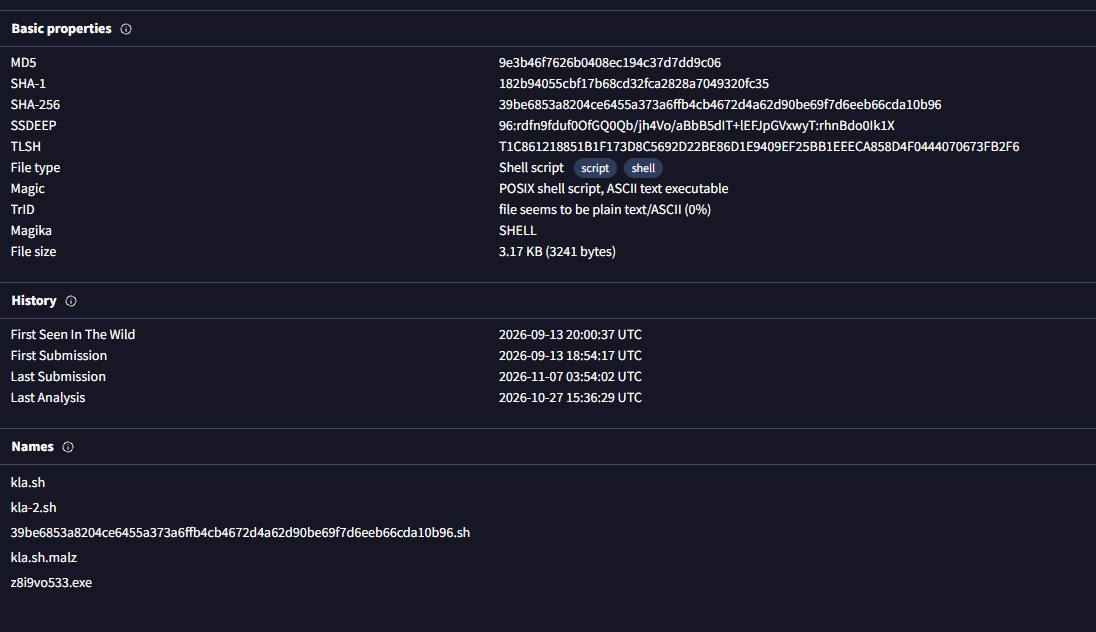 Basic properties
MD5 9e3b46f7626b0408ec194c37d7dd9c06
SHA-1 182b94055cbf17b68cd32fca2828a7049320fc35
SHA-256 39be6853a8204ce6455a373a6ffb4cb4672d4a62d90be69f7d6eeb66cda10b96
SSDEEP 96:rdfn9fduf0OfGQ0Qb/jh4Vo/aBbB5dIT+lEFJpGVxwyT:rhnBdo0Ik1X
TLSH T1C861218851B1F173D8C5692D22BE86D1E9409EF25BB1EEECA858D4F0444070673FB2F6
File type Shell script script shell
Magic POSIX shell script, ASCII text executable
TrID file seems to be plain text/ASCII (0%)
Magika SHELL
File size 3.17 KB (3241 bytes)
History
First Seen In The Wild 2026-09-13 20:00:37 UTC
First Submission 2026-09-13 18:54:17 UTC
Last Submission 2026-11-07 03:54:02 UTC
Last Analysis 2026-10-27 15:36:29 UTC
Names
kla.sh
kla-2.sh
39be6853a8204ce6455a373a6ffb4cb4672d4a62d90be69f7d6eeb66cda10b96.sh
kla.sh.malz
z8i9vo533.exe